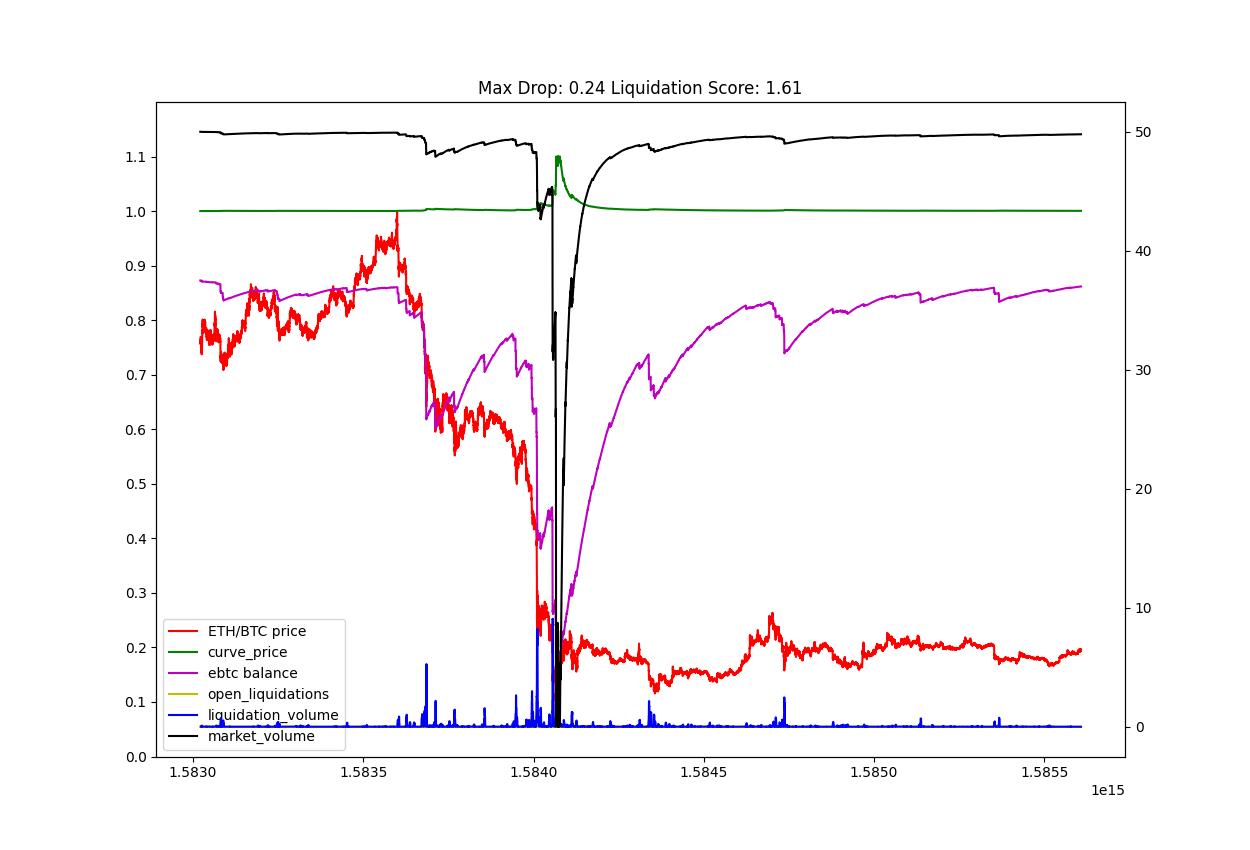 Max Drop: 0.24 Liquidation Score: 1.61
1.1
1.0
0.9
0.8
0.7
0.6
0.5
0.4
0.3
0.2
0.1
0.0
50
40
30
20
10
0
ETH/BTC price
curve_price
ebtc balance
open_liquidations
liquidation_volume
market_volume
1.5830 1.5835 1.5840 1.5845 1.5850 1.5855
1e15